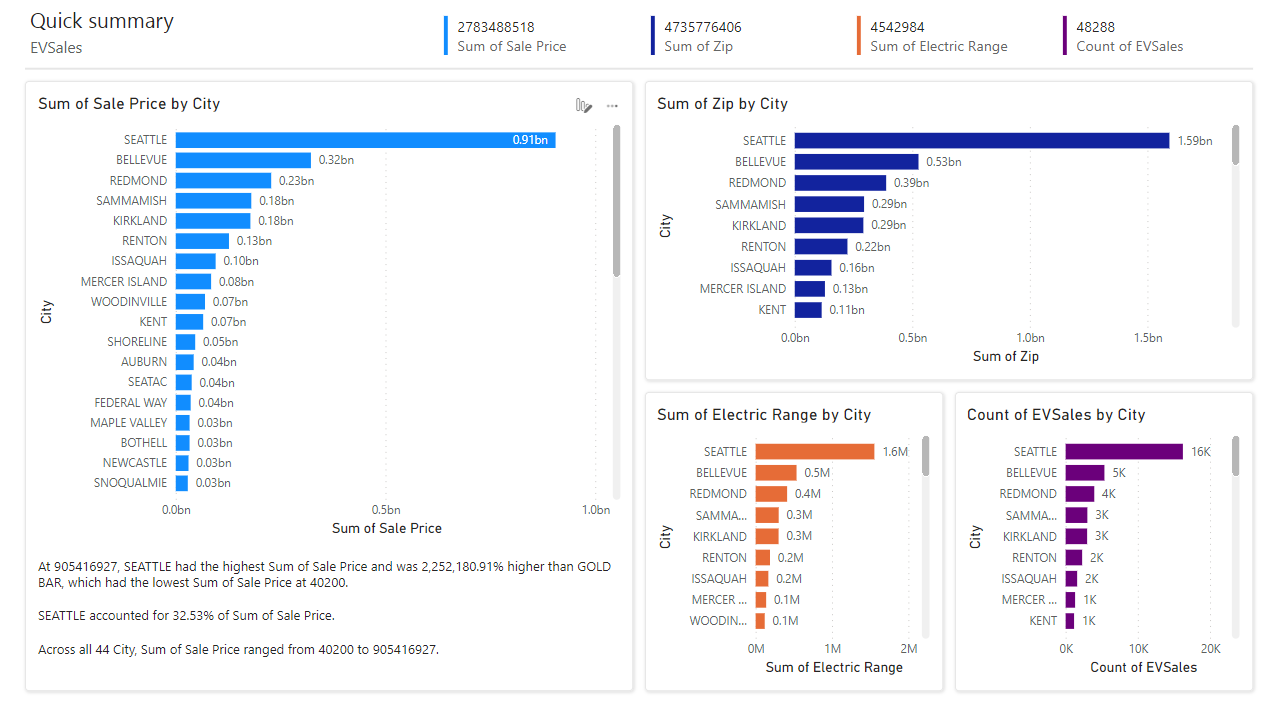 Quick summary
EVSales
2783488518
Sum of Sale Price
4735776406
Sum of Zip
4542984
Sum of Electric Range
48288
Count of EVSales
Sum of Sale Price by City
City
SEATTLE 0.91bn
BELLEVUE 0.32bn
REDMOND 0.23bn
SAMMAMISH 0.18bn
KIRKLAND 0.18bn
RENTON 0.13bn
ISSAQUAH 0.10bn
MERCER ISLAND 0.08bn
WOODINVILLE 0.07bn
KENT 0.07bn
SHORELINE 0.05bn
AUBURN 0.04bn
SEATAC 0.04bn
FEDERAL WAY 0.04bn
MAPLE VALLEY 0.03bn
BOTHELL 0.03bn
NEWCASTLE 0.03bn
SNOQUALMIE 0.03bn
0.0bn 0.5bn 1.0bn
Sum of Sale Price
At 905416927, SEATTLE had the highest Sum of Sale Price and was 2,252,180.91% higher than GOLD
BAR, which had the lowest Sum of Sale Price at 40200.
SEATTLE accounted for 32.53% of Sum of Sale Price.
Across all 44 City, Sum of Sale Price ranged from 40200 to 905416927.
Sum of Zip by City
City
SEATTLE 1.59bn
BELLEVUE 0.53bn
REDMOND 0.39bn
SAMMAMISH 0.29bn
KIRKLAND 0.29bn
RENTON 0.22bn
ISSAQUAH 0.16bn
MERCER ISLAND 0.13bn
KENT 0.11bn
0.0bn 0.5bn 1.0bn 1.5bn
Sum of Zip
Sum of Electric Range by City
City
SEATTLE 1.6M
BELLEVUE 0.5M
REDMOND 0.4M
SAMMA... 0.3M
KIRKLAND 0.3M
RENTON 0.2M
ISSAQUAH 0.2M
MERCER ... 0.1M
WOODIN... 0.1M
0M 1M 2M
Sum of Electric Range
Count of EVSales by City
City
SEATTLE 16K
BELLEVUE 5K
REDMOND 4K
SAMMA... 3K
KIRKLAND 3K
RENTON 2K
ISSAQUAH 2K
MERCER ... 1K
KENT 1K
0K 10K 20K
Count of EVSales